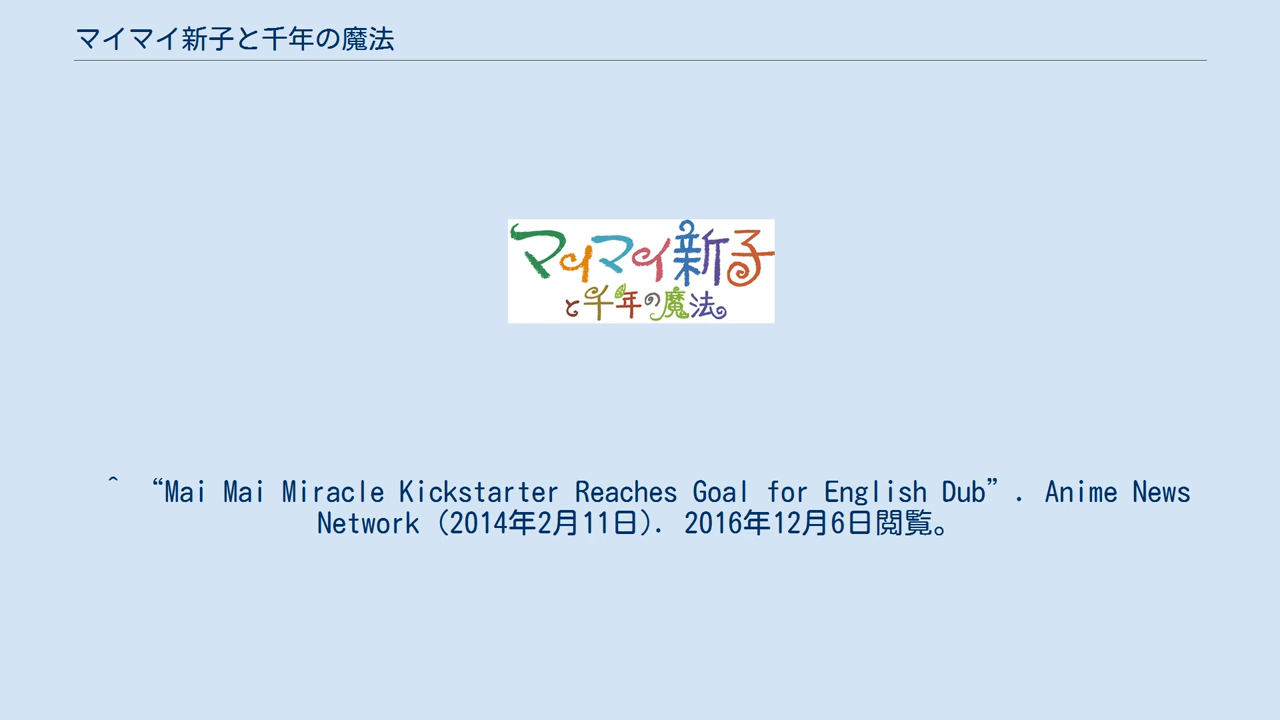 マイマイ新子と千年の魔法
マイマイ新子
と千年の魔法。
^ “Mai Mai Miracle Kickstarter Reaches Goal for English Dub”. Anime News
Network (2014年2月11日). 2016年12月6日閲覧。